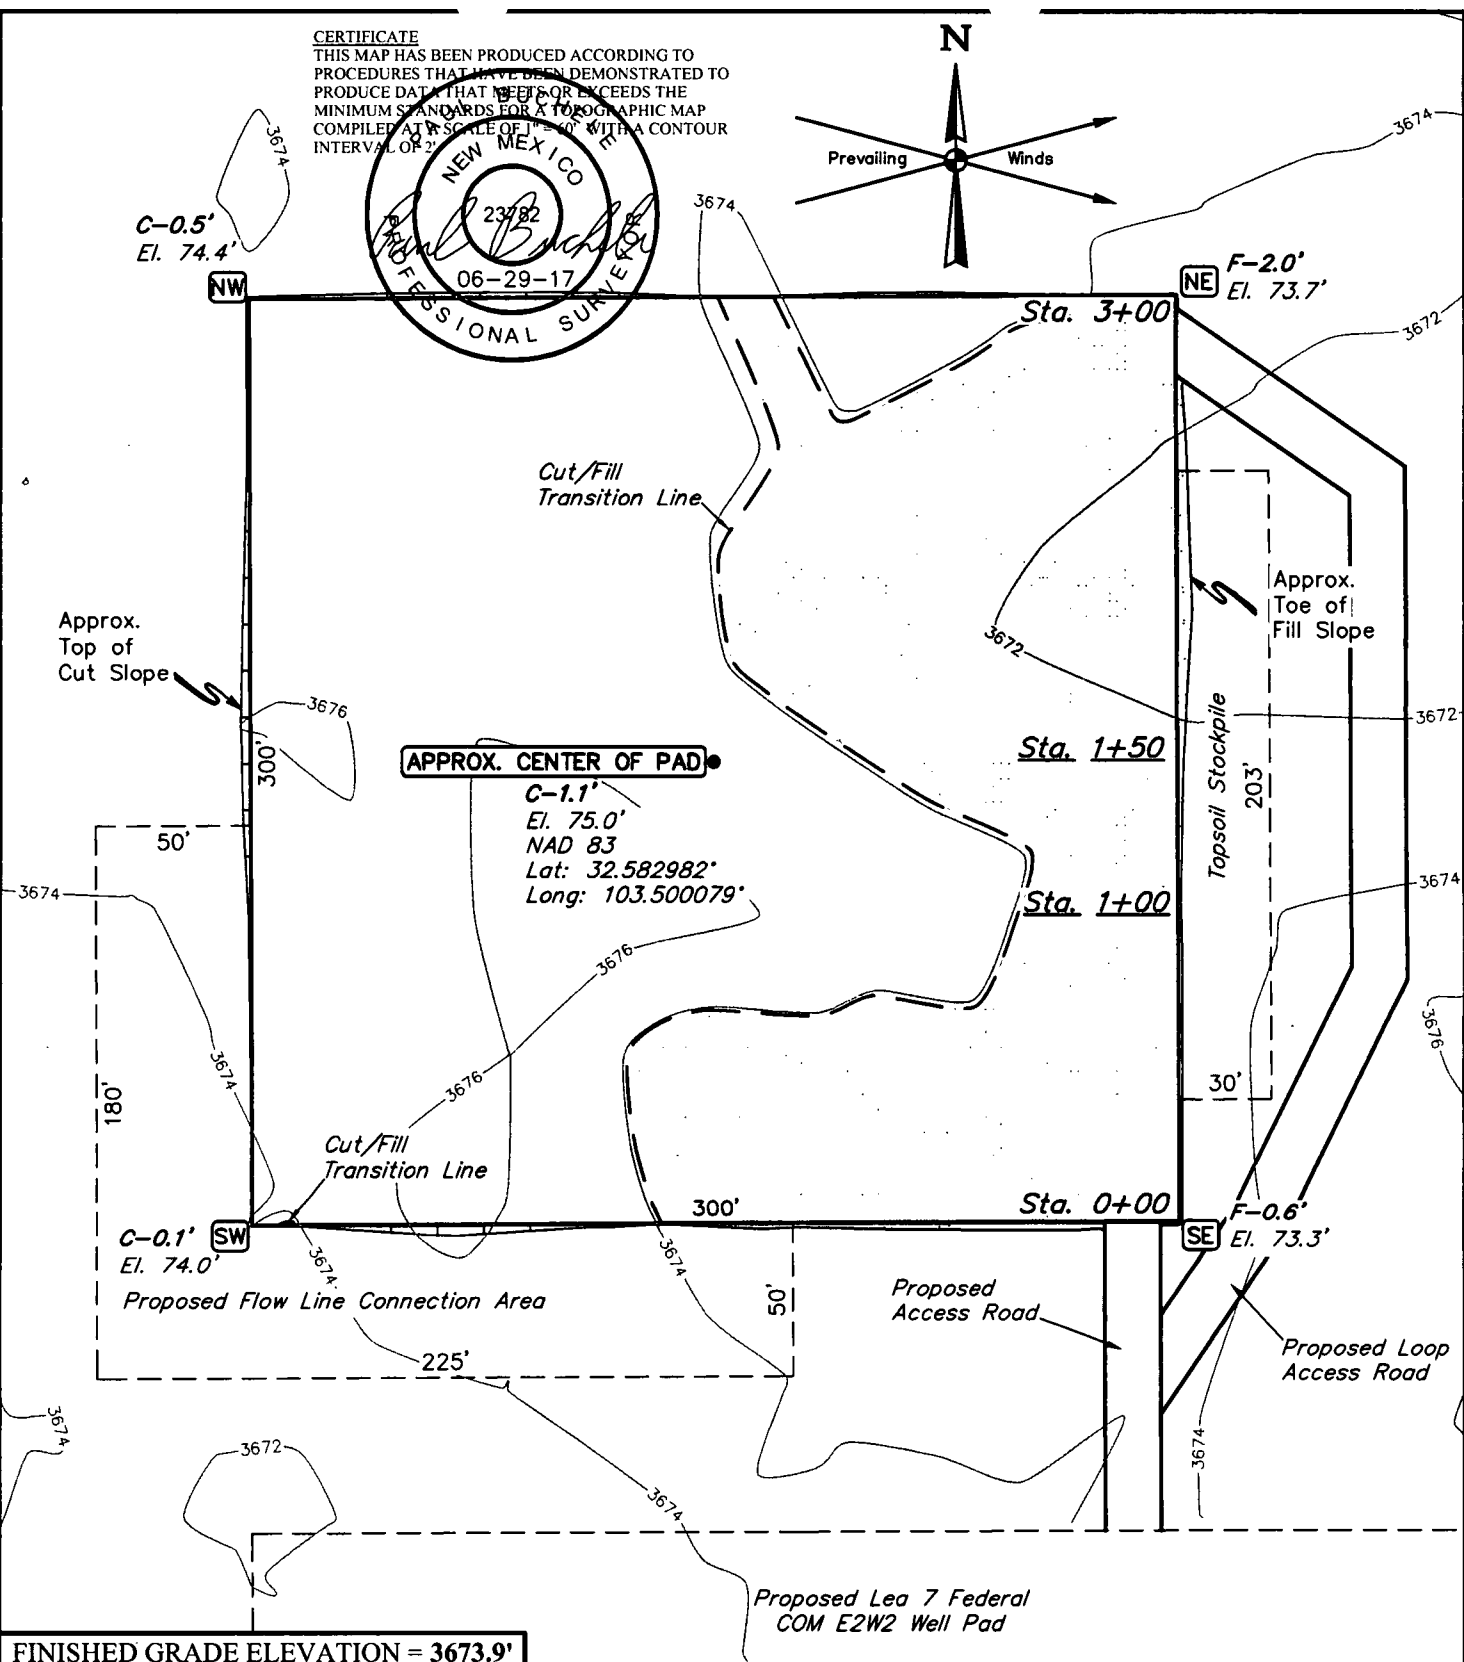 CERTIFICATE
THIS MAP HAS BEEN PRODUCED ACCORDING TO
PROCEDURES THAT HAVE BEEN DEMONSTRATED TO
PRODUCE DATA THAT MEETS OR EXCEEDS THE
MINIMUM STANDARDS FOR A TOPOGRAPHIC MAP
COMPILED AT A SCALE OF 1" = 60' WITH A CONTOUR
INTERVAL OF 2'
PAUL BUCHELE
NEW MEXICO
23782
06-29-17
PROFESSIONAL SURVEYOR
N
Prevailing Winds
3674
3674
3674
3672
C-0.5'
El. 74.4'
NW
NE
F-2.0'
El. 73.7'
Sta. 3+00
Cut/Fill
Transition Line
Approx.
Top of
Cut Slope
Approx.
Toe of
Fill Slope
3672
3676
3672
300'
APPROX. CENTER OF PAD
C-1.1'
El. 75.0'
NAD 83
Lat: 32.582982°
Long: 103.500079°
Sta. 1+50
Topsoil Stockpile
203'
50'
3674
3674
Sta. 1+00
3676
3674
3676
3676
180'
30'
Cut/Fill
Transition Line
300'
Sta. 0+00
C-0.1'
El. 74.0'
SW
SE
F-0.6'
El. 73.3'
3674
3674
Proposed Flow Line Connection Area
50'
Proposed
Access Road
Proposed Loop
Access Road
225'
3674
3672
3674
3674
Proposed Lea 7 Federal
COM E2W2 Well Pad
FINISHED GRADE ELEVATION = 3673.9'